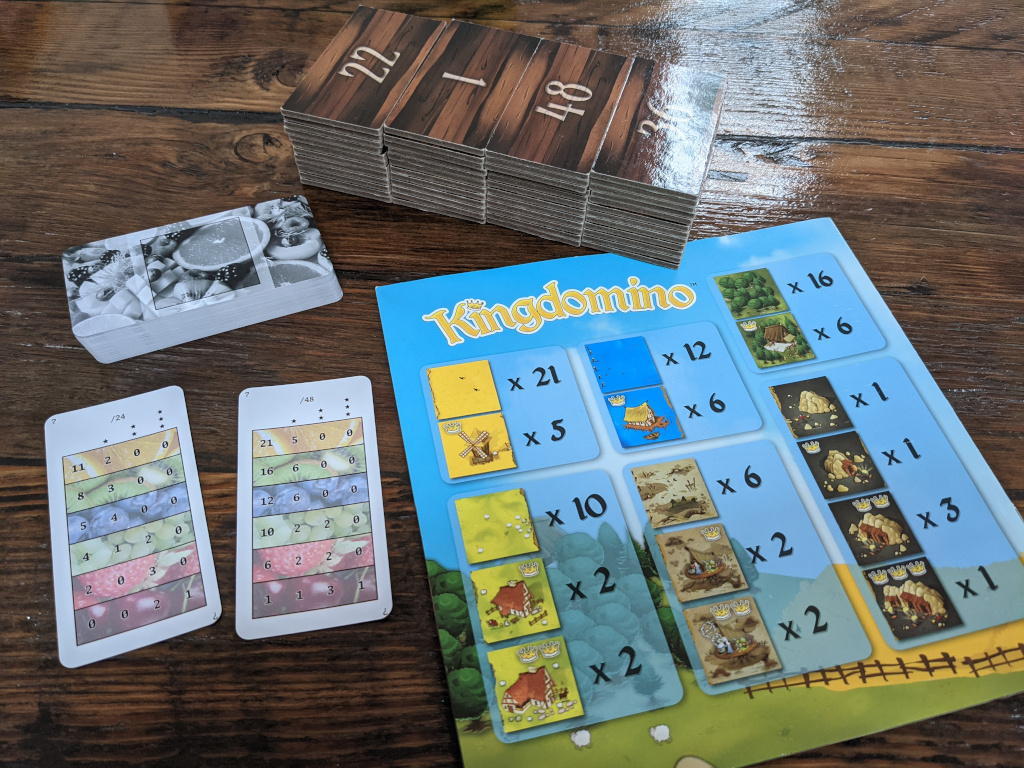 22
1
48
36
Kingdomino™
x 21
x 5
x 12
x 6
x 16
x 6
x 10
x 2
x 2
x 6
x 2
x 2
x 1
x 1
x 3
x 1
?
/24
★ ★★ ★★★
11 2 0 0
8 3 0 0
5 4 0 0
4 1 2 0
2 0 3 0
0 0 2 1
?
?
/48
★ ★★ ★★★
21 5 0 0
16 6 0 0
12 6 0 0
10 2 2 0
6 2 2 0
1 1 3 1
?